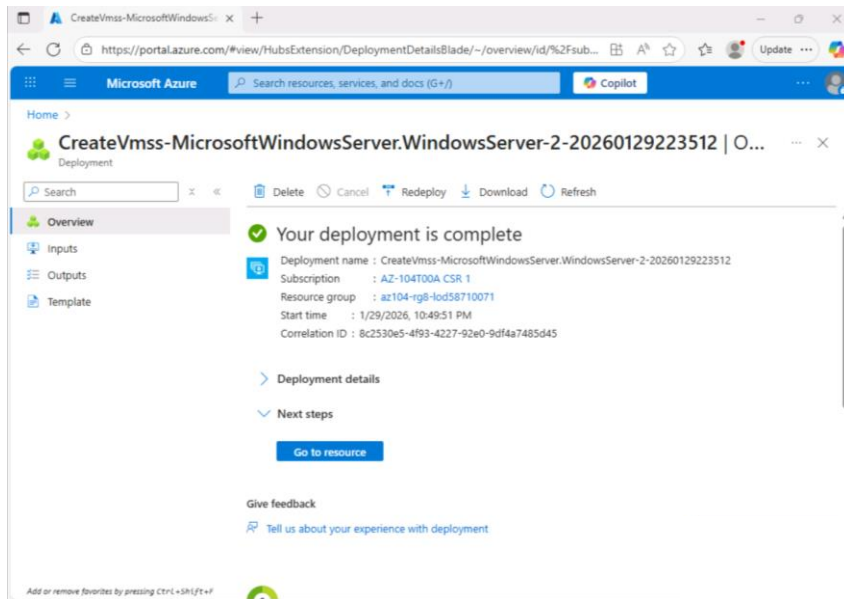 CreateVmss-MicrosoftWindowsSe
https://portal.azure.com/#view/HubsExtension/DeploymentDetailsBlade/~/overview/id/%2Fsub...
Update
Microsoft Azure
Search resources, services, and docs (G+/)
Copilot
Home >
CreateVmss-MicrosoftWindowsServer.WindowsServer-2-20260129223512 | O...
Deployment
Search
Delete
Cancel
Redeploy
Download
Refresh
Overview
Inputs
Outputs
Template
Your deployment is complete
Deployment name : CreateVmss-MicrosoftWindowsServer.WindowsServer-2-20260129223512
Subscription : AZ-104T00A CSR 1
Resource group : az104-rg8-lod58710071
Start time : 1/29/2026, 10:49:51 PM
Correlation ID : 8c2530e5-4f93-4227-92e0-9df4a7485d45
Deployment details
Next steps
Go to resource
Give feedback
Tell us about your experience with deployment
Add or remove favorites by pressing Ctrl+Shift+F